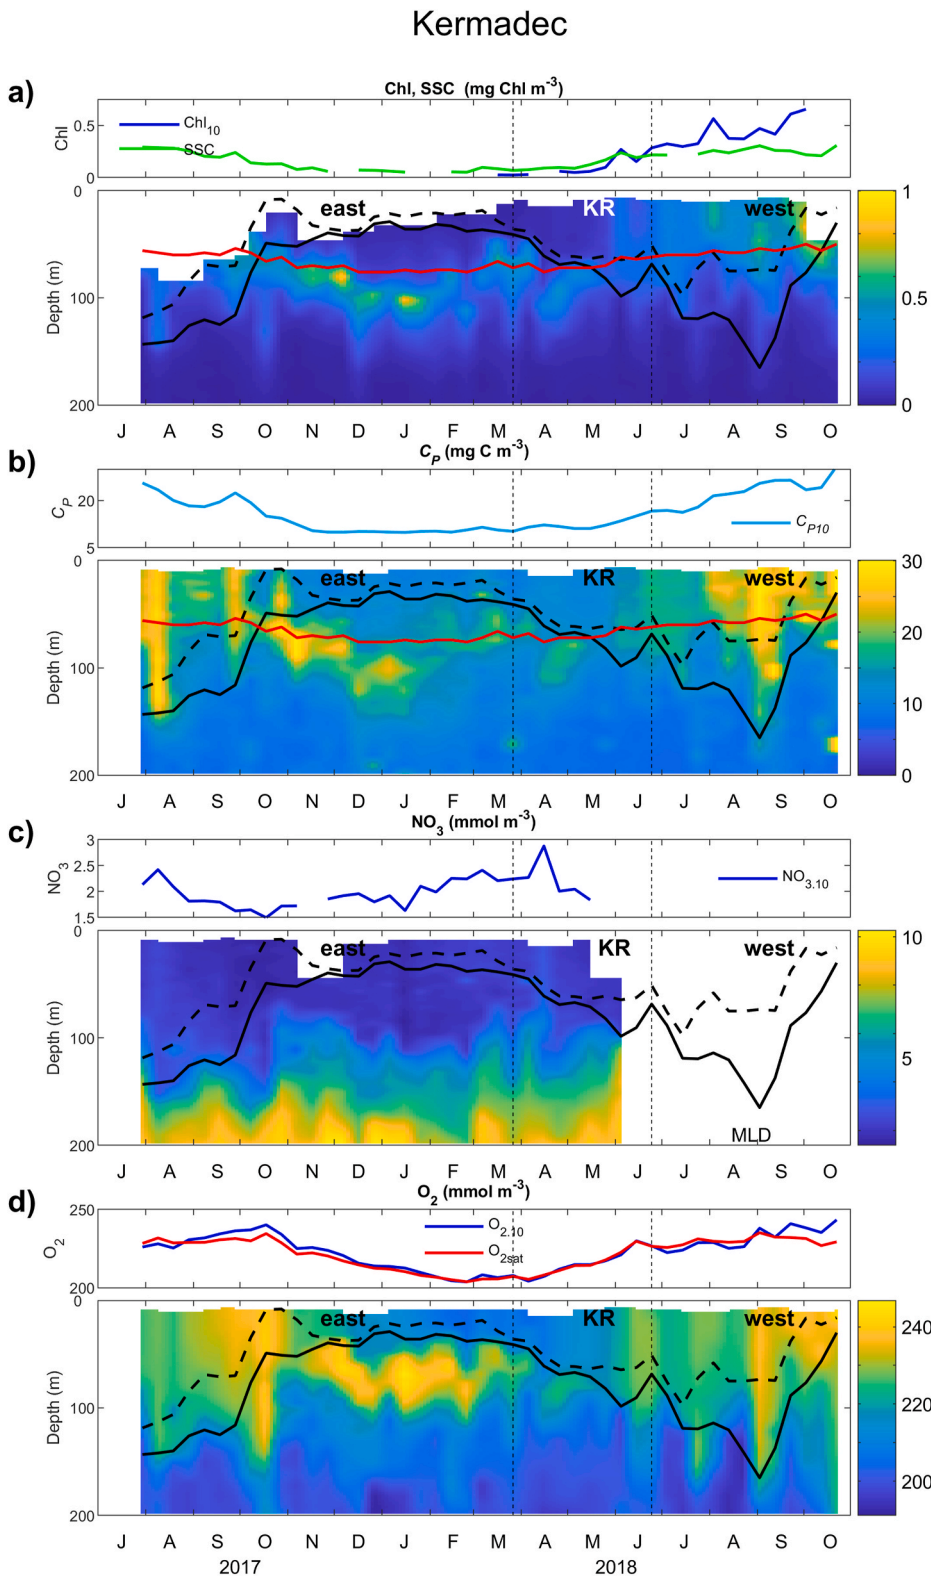 Kermadec
a)
Chl, SSC (mg Chl m-3)
Chl
0.5
0
Chl10
SSC
Depth (m)
0
100
200
east KR west
1
0.5
0
J A S O N D J F M A M J J A S O
b)
CP (mg C m-3)
CP
20
5
CP10
Depth (m)
0
100
200
east KR west
30
20
10
0
J A S O N D J F M A M J J A S O
c)
NO3 (mmol m-3)
NO3
3
2.5
2
1.5
NO3.10
Depth (m)
0
100
200
east KR west
MLD
10
5
J A S O N D J F M A M J J A S O
d)
O2 (mmol m-3)
O2
250
200
O2.10
O2sat
Depth (m)
0
100
200
east KR west
240
220
200
J A S O N D J F M A M J J A S O
2017 2018